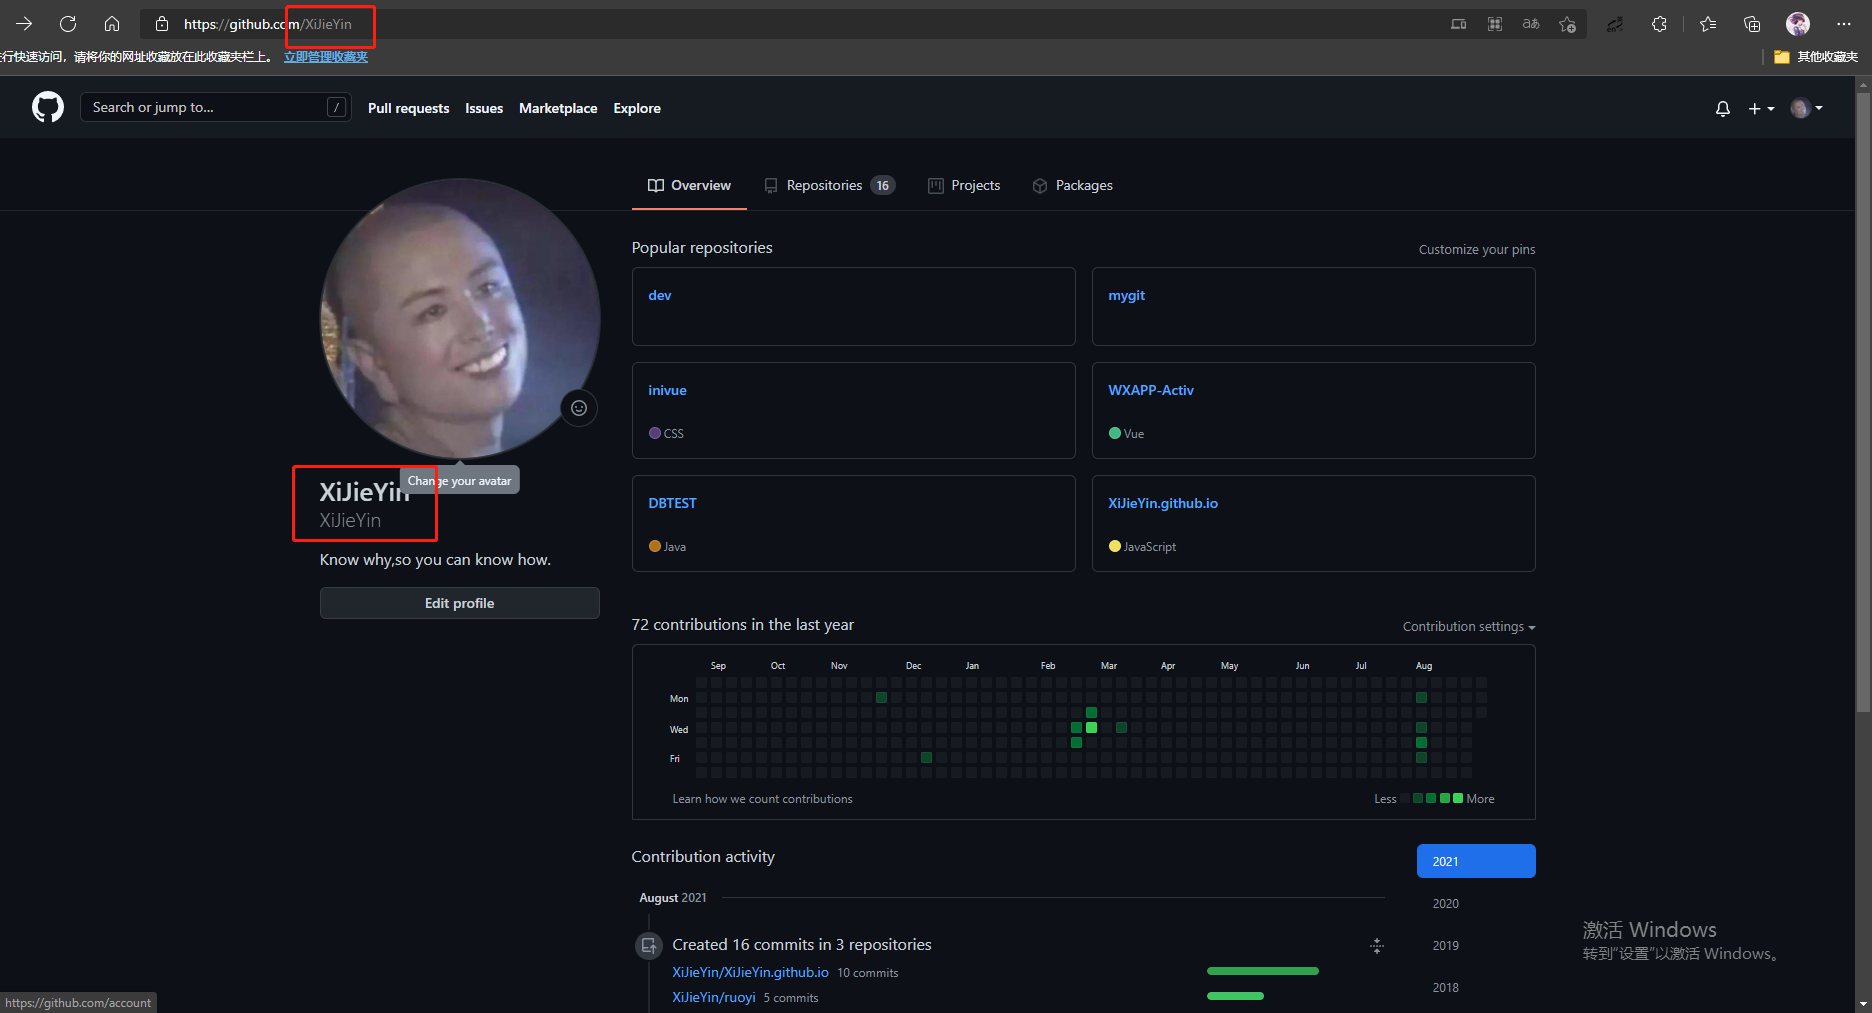 https://github.com/XiJieYin
行快速访问，请将你的网址收藏放在此收藏夹栏上。 立即管理收藏夹
其他收藏夹
Search or jump to... /
Pull requests Issues Marketplace Explore
Overview Repositories 16 Projects Packages
Popular repositories
Customize your pins
dev
mygit
inivue
CSS
WXAPP-Activ
Vue
DBTEST
Java
XiJieYin.github.io
JavaScript
Change your avatar
XiJieYin
XiJieYin
Know why,so you can know how.
Edit profile
72 contributions in the last year
Contribution settings
Sep Oct Nov Dec Jan Feb Mar Apr May Jun Jul Aug
Mon
Wed
Fri
Learn how we count contributions
Less More
Contribution activity
2021
2020
2019
2018
August 2021
Created 16 commits in 3 repositories
XiJieYin/XiJieYin.github.io 10 commits
XiJieYin/ruoyi 5 commits
激活 Windows
转到"设置"以激活 Windows。
https://github.com/account